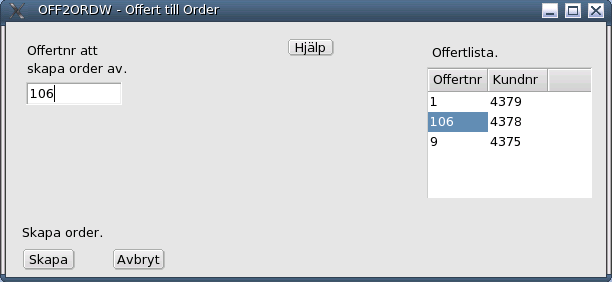 OFF2ORDW - Offert till Order
Offertnr att
skapa order av.
106
Hjälp
Offertlista.
Offertnr Kundnr
1 4379
106 4378
9 4375
Skapa order.
Skapa Avbryt